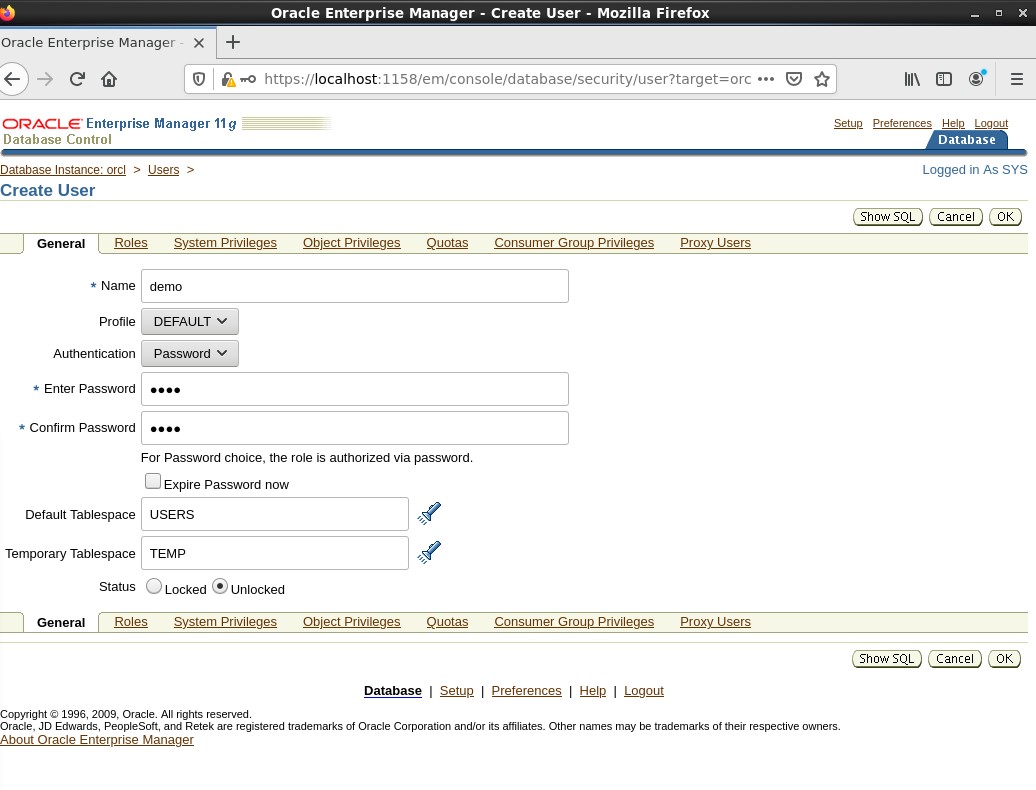 Oracle Enterprise Manager - Create User - Mozilla Firefox
Oracle Enterprise Manager -
https://localhost:1158/em/console/database/security/user?target=orc
ORACLE Enterprise Manager 11g
Database Control
Setup Preferences Help Logout
Database
Database Instance: orcl > Users >
Logged in As SYS
Create User
Show SQL Cancel OK
General Roles System Privileges Object Privileges Quotas Consumer Group Privileges Proxy Users
* Name demo
Profile DEFAULT
Authentication Password
* Enter Password ●●●●
* Confirm Password ●●●●
For Password choice, the role is authorized via password.
Expire Password now
Default Tablespace USERS
Temporary Tablespace TEMP
Status Locked Unlocked
General Roles System Privileges Object Privileges Quotas Consumer Group Privileges Proxy Users
Show SQL Cancel OK
Database | Setup | Preferences | Help | Logout
Copyright © 1996, 2009, Oracle. All rights reserved.
Oracle, JD Edwards, PeopleSoft, and Retek are registered trademarks of Oracle Corporation and/or its affiliates. Other names may be trademarks of their respective owners.
About Oracle Enterprise Manager